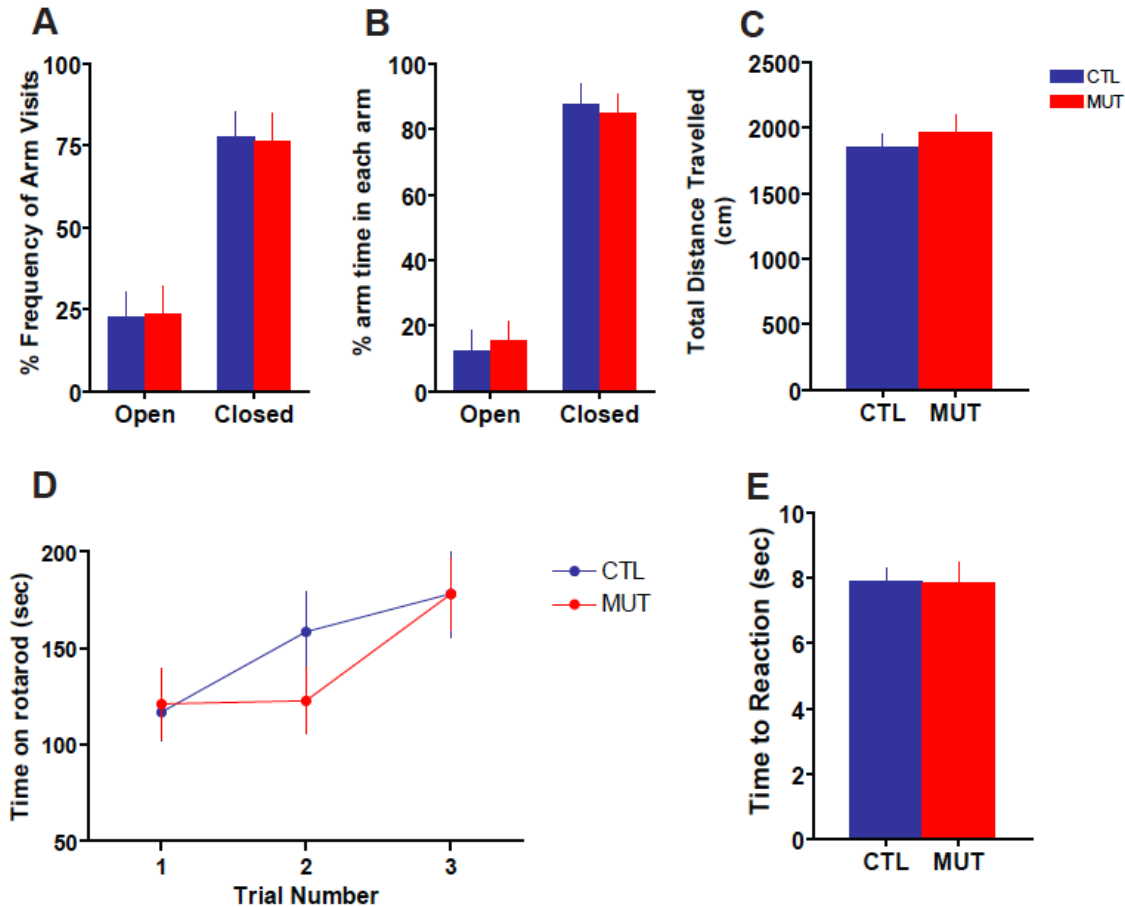 A
B
C
% Frequency of Arm Visits
100
75
50
25
0
Open Closed
% arm time in each arm
100
80
60
40
20
0
Open Closed
Total Distance Travelled
(cm)
2500
2000
1500
1000
500
0
CTL MUT
CTL
MUT
D
Time on rotarod (sec)
200
150
100
50
1 2 3
Trial Number
CTL
MUT
E
Time to Reaction (sec)
10
8
6
4
2
0
CTL MUT